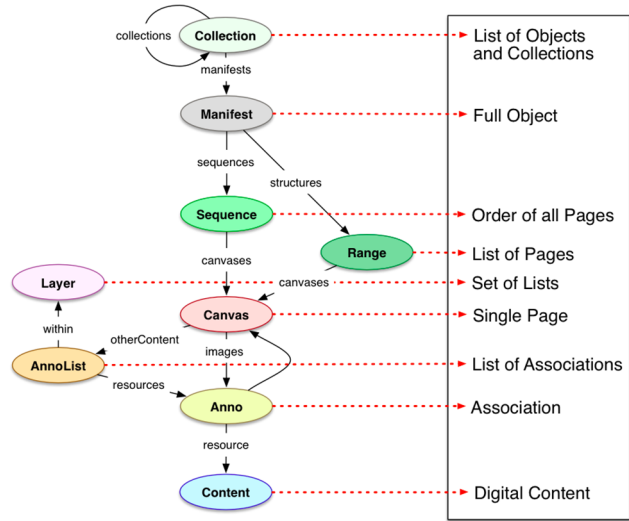 Collection
collections
List of Objects
and Collections
manifests
Manifest
Full Object
sequences
structures
Sequence
Order of all Pages
Range
List of Pages
canvases
canvases
Layer
Set of Lists
Canvas
Single Page
within
otherContent
images
AnnoList
List of Associations
resources
Anno
Association
resource
Content
Digital Content